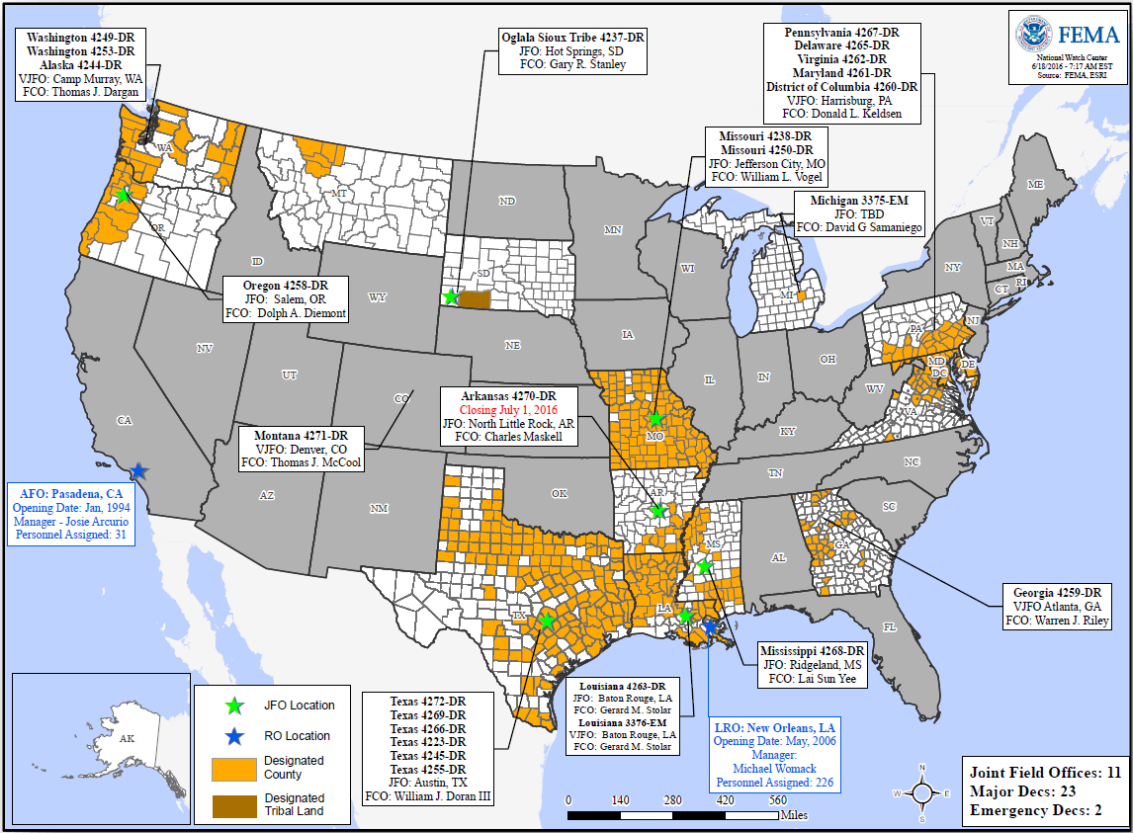 Washington 4249-DR
Washington 4253-DR
Alaska 4244-DR
VJFO: Camp Murray, WA
FCO: Thomas J. Dargan
Oglala Sioux Tribe 4237-DR
JFO: Hot Springs, SD
FCO: Gary R. Stanley
Pennsylvania 4267-DR
Delaware 4265-DR
Virginia 4262-DR
Maryland 4261-DR
District of Columbia 4260-DR
VJFO: Harrisburg, PA
FCO: Donald L. Keldsen
FEMA
National Watch Center
6/18/2016 - 7:17 AM EST
Source: FEMA, ESRI
Missouri 4238-DR
Missouri 4250-DR
JFO: Jefferson City, MO
FCO: William L. Vogel
Michigan 3375-EM
JFO: TBD
FCO: David G Samaniego
Oregon 4258-DR
JFO: Salem, OR
FCO: Dolph A. Diemont
Arkansas 4270-DR
Closing July 1, 2016
JFO: North Little Rock, AR
FCO: Charles Maskell
Montana 4271-DR
VJFO: Denver, CO
FCO: Thomas J. McCool
AFO: Pasadena, CA
Opening Date: Jan, 1994
Manager - Josie Arcurio
Personnel Assigned: 31
Georgia 4259-DR
VJFO Atlanta, GA
FCO: Warren J. Riley
Mississippi 4268-DR
JFO: Ridgeland, MS
FCO: Lai Sun Yee
Louisiana 4263-DR
JFO: Baton Rouge, LA
FCO: Gerard M. Stolar
Louisiana 3376-EM
VJFO: Baton Rouge, LA
FCO: Gerard M. Stolar
Texas 4272-DR
Texas 4269-DR
Texas 4266-DR
Texas 4223-DR
Texas 4245-DR
Texas 4255-DR
JFO: Austin, TX
FCO: William J. Doran III
LRO: New Orleans, LA
Opening Date: May, 2006
Manager:
Michael Womack
Personnel Assigned: 226
WA
MT
ND
MN
ME
VT
NH
NY
MA
RI
CT
OR
ID
WY
SD
WI
MI
PA
NJ
NV
UT
CO
NE
IA
IL
IN
OH
MD
DE
DC
WV
VA
CA
AZ
NM
OK
MO
KY
TN
NC
SC
AR
MS
AL
GA
TX
LA
FL
AK
JFO Location
RO Location
Designated
County
Designated
Tribal Land
N
W
E
S
0 140 280 420 560
Miles
Joint Field Offices: 11
Major Decs: 23
Emergency Decs: 2